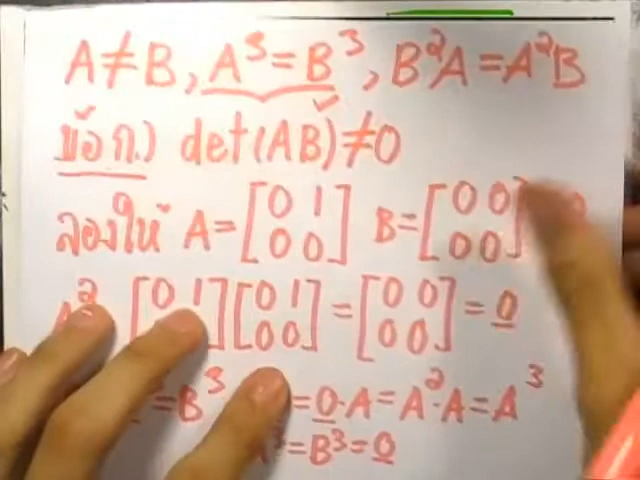 A ≠ B, A³ = B³, B²A = A²B
ข้อ ก.) det(AB) ≠ 0
ลองให้ A = [0 1 0 0] B = [0 0 0 0]
[0 1 [0 1 0 0] = [0 0 0 0] = 0
= B³ = 0·A = A²·A = A³
= B³ = 0